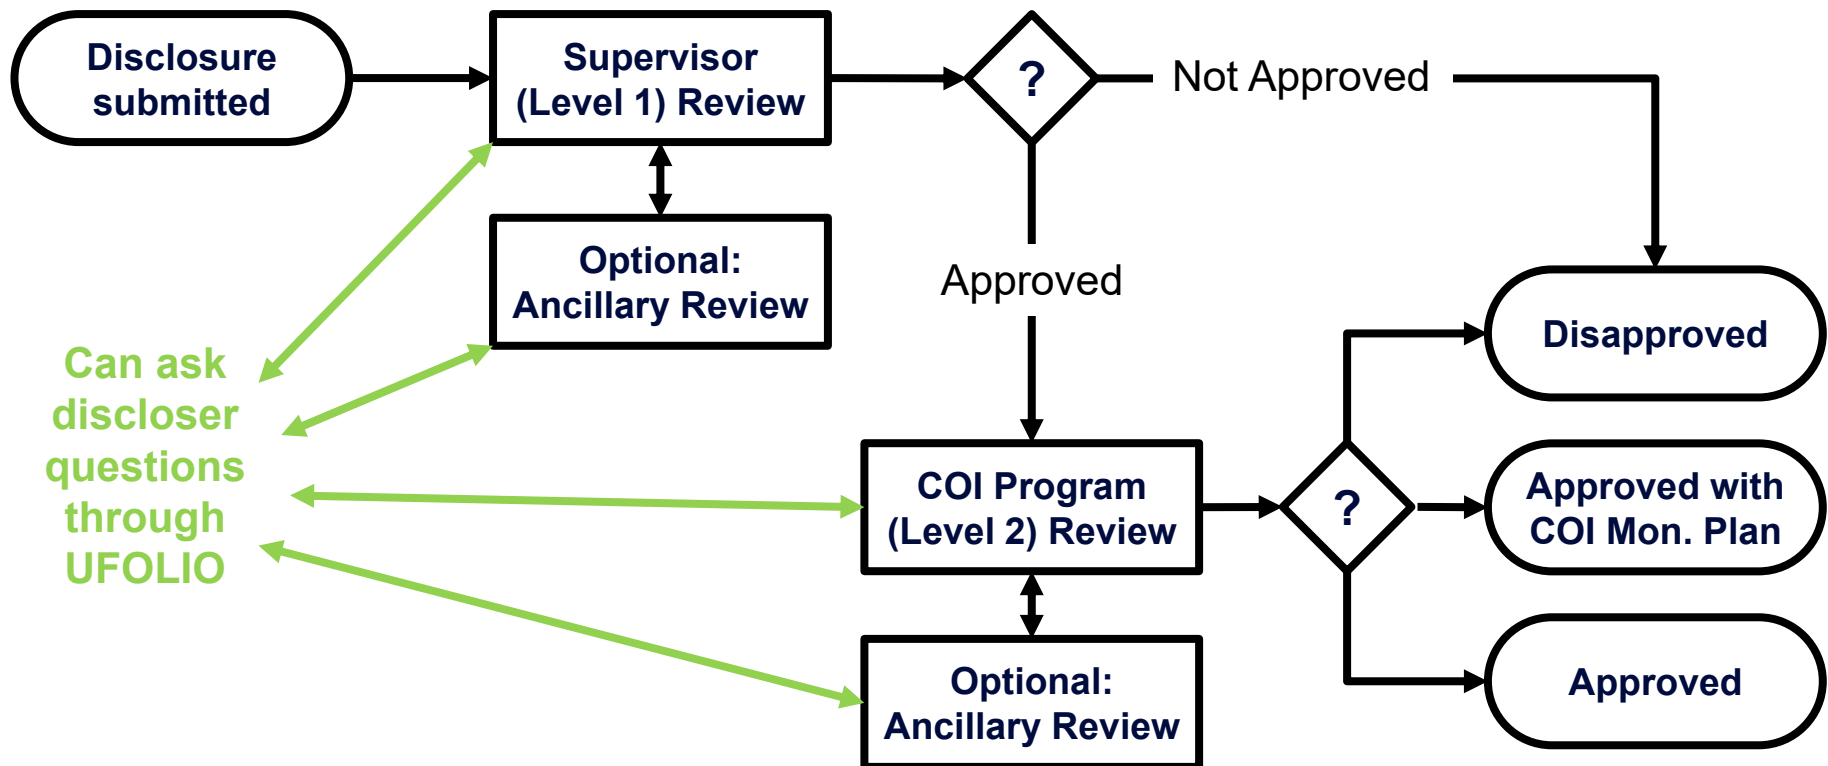 Disclosure
submitted
Supervisor
(Level 1) Review
?
Not Approved
Optional:
Ancillary Review
Approved
Can ask
discloser
questions
through
UFOLIO
COI Program
(Level 2) Review
?
Disapproved
Approved with
COI Mon. Plan
Approved
Optional:
Ancillary Review